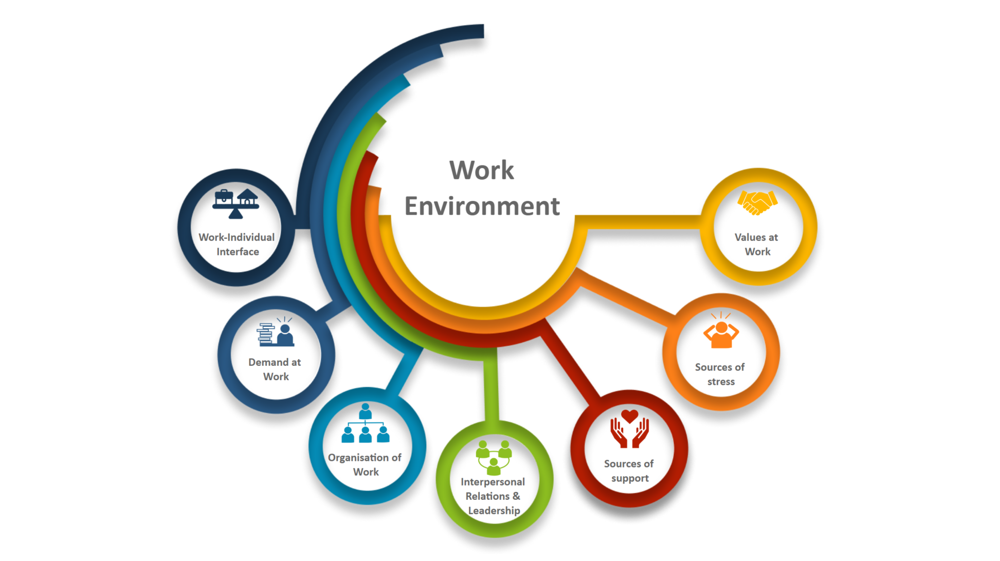 Work
Environment
Work-Individual
Interface
Values at
Work
Demand at
Work
Sources of
stress
Organisation of
Work
Sources of
support
Interpersonal
Relations &
Leadership